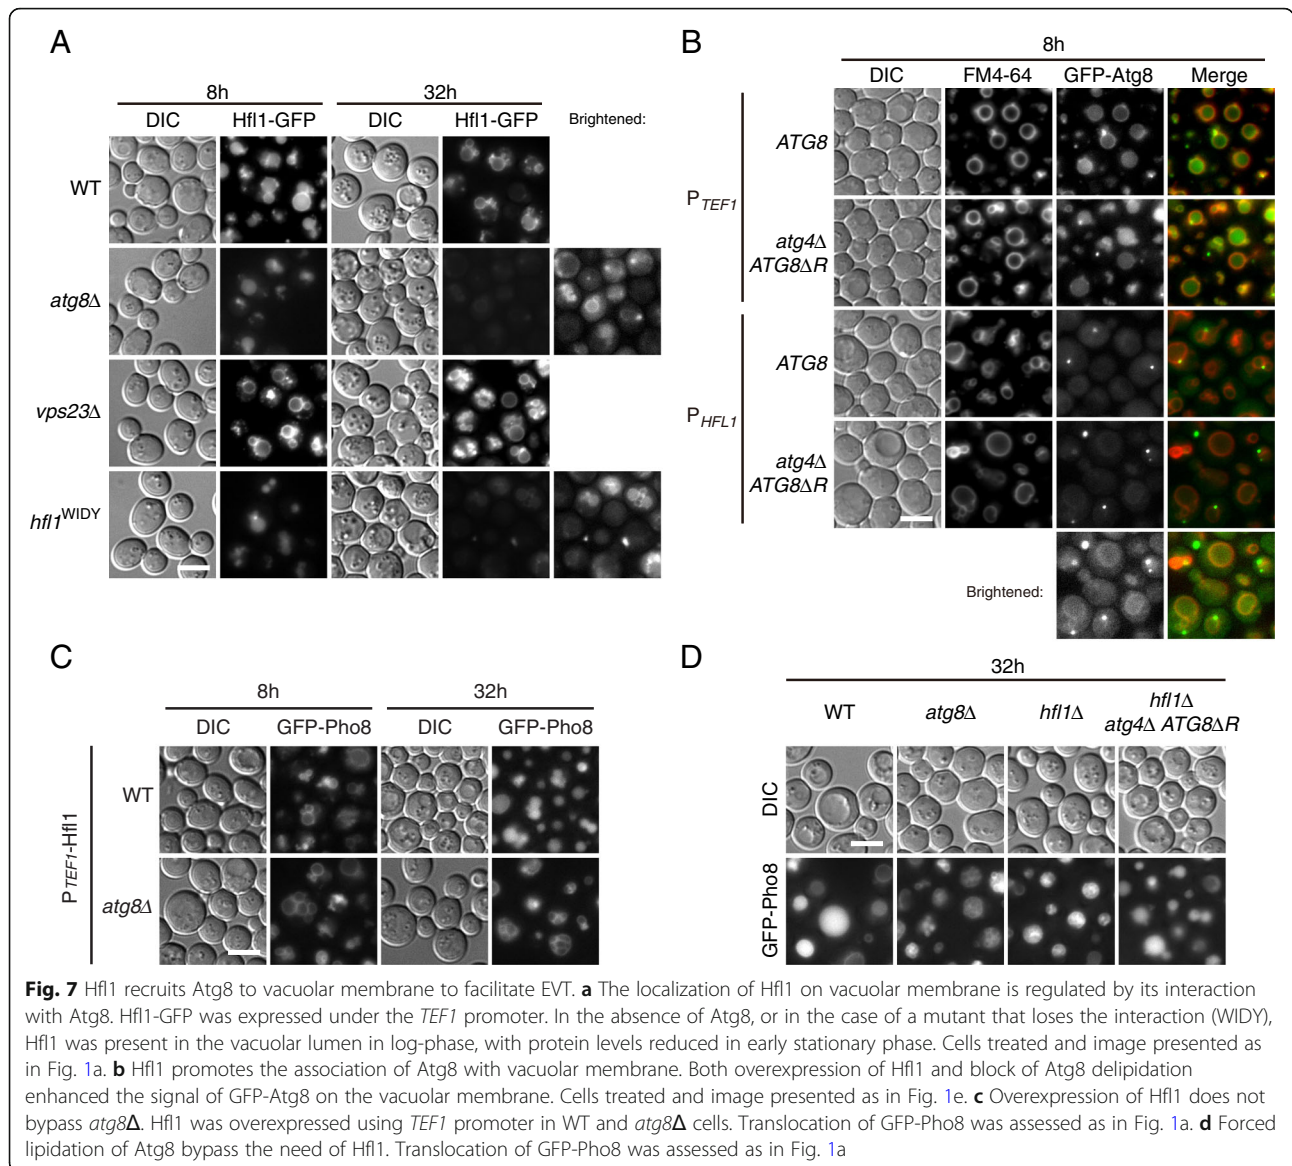 A
8h 32h
DIC Hfl1-GFP DIC Hfl1-GFP Brightened:
WT
atg8Δ
vps23Δ
hfl1WIDY
B
8h
DIC FM4-64 GFP-Atg8 Merge
PTEF1
ATG8
atg4Δ
ATG8ΔR
PHFL1
ATG8
atg4Δ
ATG8ΔR
Brightened:
C
8h 32h
DIC GFP-Pho8 DIC GFP-Pho8
PTEF1-Hfl1
WT
atg8Δ
D
32h
WT atg8Δ hfl1Δ hfl1Δ
atg4Δ ATG8ΔR
DIC
GFP-Pho8
Fig. 7 Hfl1 recruits Atg8 to vacuolar membrane to facilitate EVT. a The localization of Hfl1 on vacuolar membrane is regulated by its interaction
with Atg8. Hfl1-GFP was expressed under the TEF1 promoter. In the absence of Atg8, or in the case of a mutant that loses the interaction (WIDY),
Hfl1 was present in the vacuolar lumen in log-phase, with protein levels reduced in early stationary phase. Cells treated and image presented as
in Fig. 1a. b Hfl1 promotes the association of Atg8 with vacuolar membrane. Both overexpression of Hfl1 and block of Atg8 delipidation
enhanced the signal of GFP-Atg8 on the vacuolar membrane. Cells treated and image presented as in Fig. 1e. c Overexpression of Hfl1 does not
bypass atg8Δ. Hfl1 was overexpressed using TEF1 promoter in WT and atg8Δ cells. Translocation of GFP-Pho8 was assessed as in Fig. 1a. d Forced
lipidation of Atg8 bypass the need of Hfl1. Translocation of GFP-Pho8 was assessed as in Fig. 1a